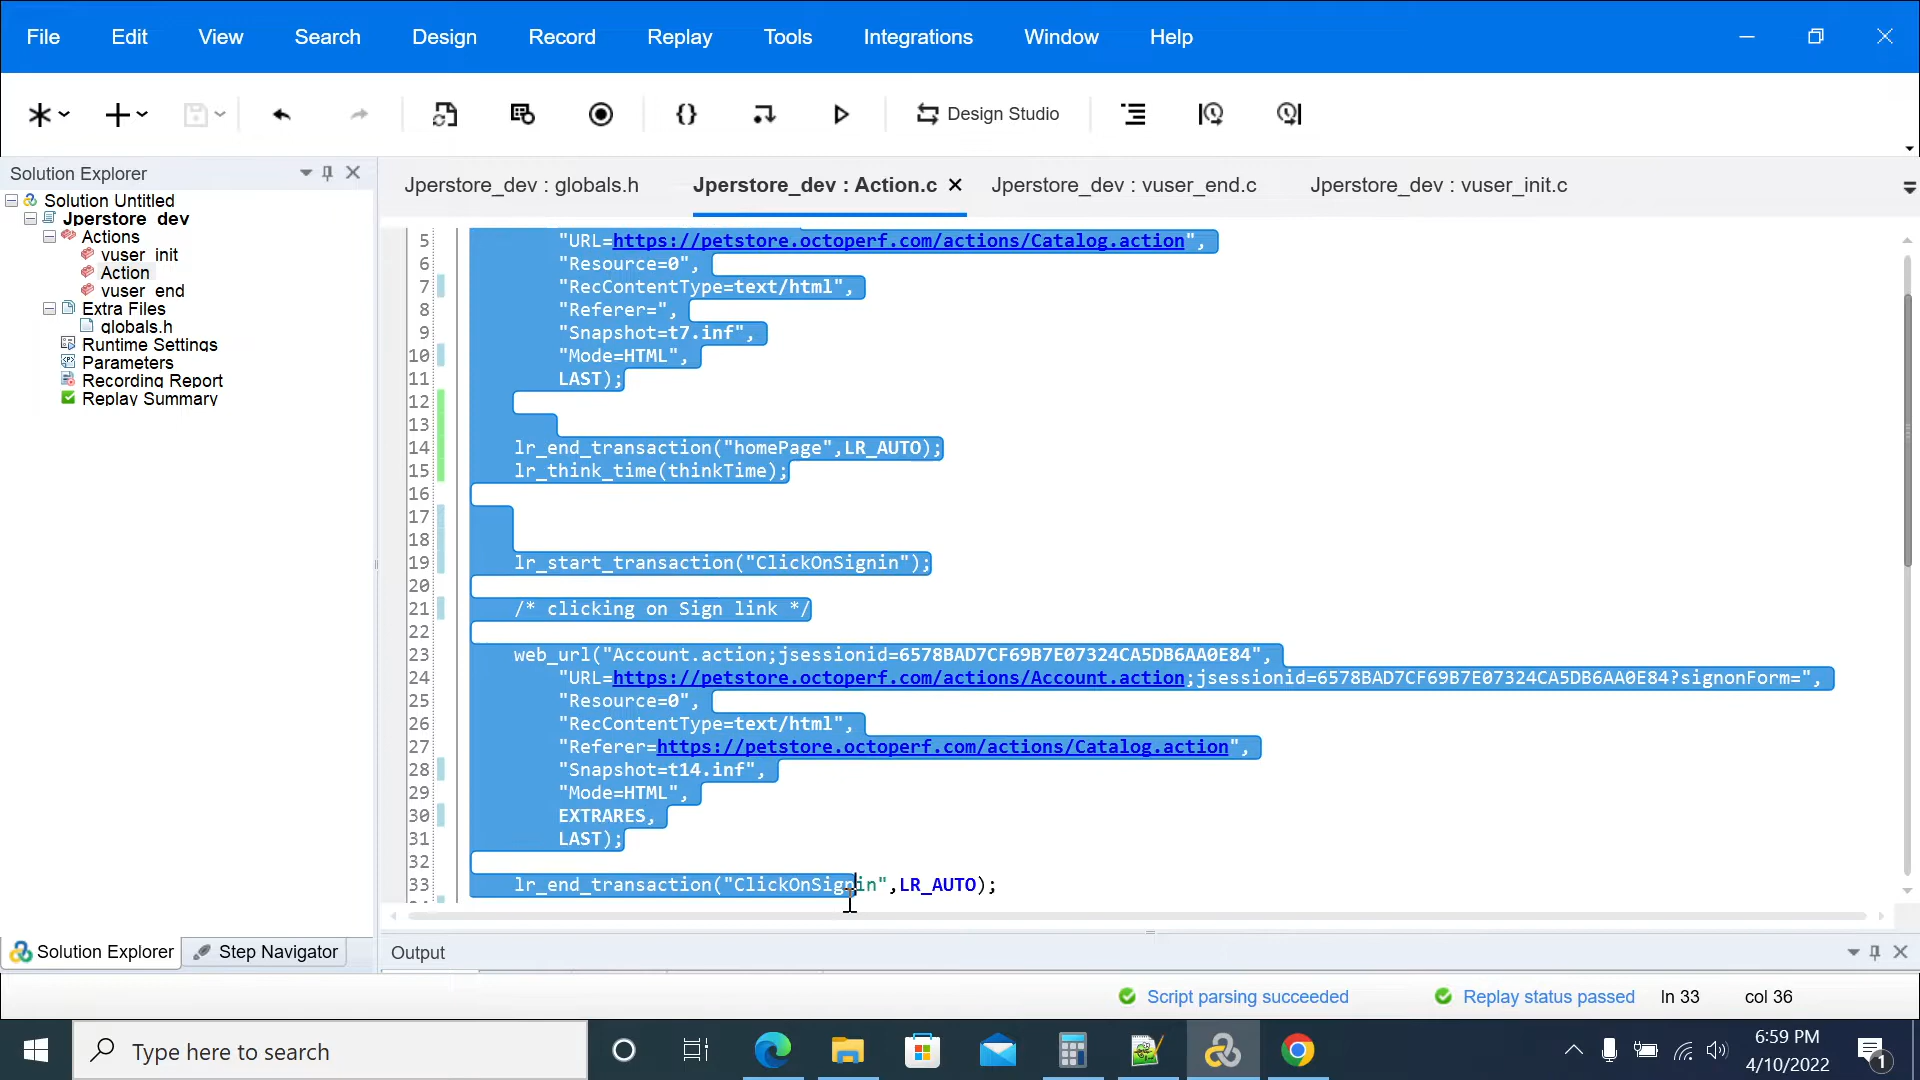 File Edit View Search Design Record Replay Tools Integrations Window Help
Design Studio
Solution Explorer
Solution Untitled
Jperstore_dev
Actions
vuser_init
Action
vuser_end
Extra Files
globals.h
Runtime Settings
Parameters
Recording Report
Replay Summary
Jperstore_dev : globals.h Jperstore_dev : Action.c Jperstore_dev : vuser_end.c Jperstore_dev : vuser_init.c
5 "URL=https://petstore.octoperf.com/actions/Catalog.action",
6 "Resource=0",
7 "RecContentType=text/html",
8 "Referer=",
9 "Snapshot=t7.inf",
10 "Mode=HTML",
11 LAST);
12
13
14 lr_end_transaction("homePage",LR_AUTO);
15 lr_think_time(thinkTime);
16
17
18
19 lr_start_transaction("ClickOnSignin");
20
21 /* clicking on Sign link */
22
23 web_url("Account.action;jsessionid=6578BAD7CF69B7E07324CA5DB6AA0E84",
24 "URL=https://petstore.octoperf.com/actions/Account.action;jsessionid=6578BAD7CF69B7E07324CA5DB6AA0E84?signonForm=",
25 "Resource=0",
26 "RecContentType=text/html",
27 "Referer=https://petstore.octoperf.com/actions/Catalog.action",
28 "Snapshot=t14.inf",
29 "Mode=HTML",
30 EXTRARES,
31 LAST);
32
33 lr_end_transaction("ClickOnSignin",LR_AUTO);
Solution Explorer Step Navigator Output
Script parsing succeeded Replay status passed ln 33 col 36
Type here to search
6:59 PM
4/10/2022
1